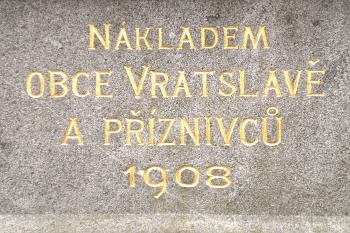 NÁKLADEM
OBCE VRATSLAVĚ
A PŘÍZNIVCŮ
1908